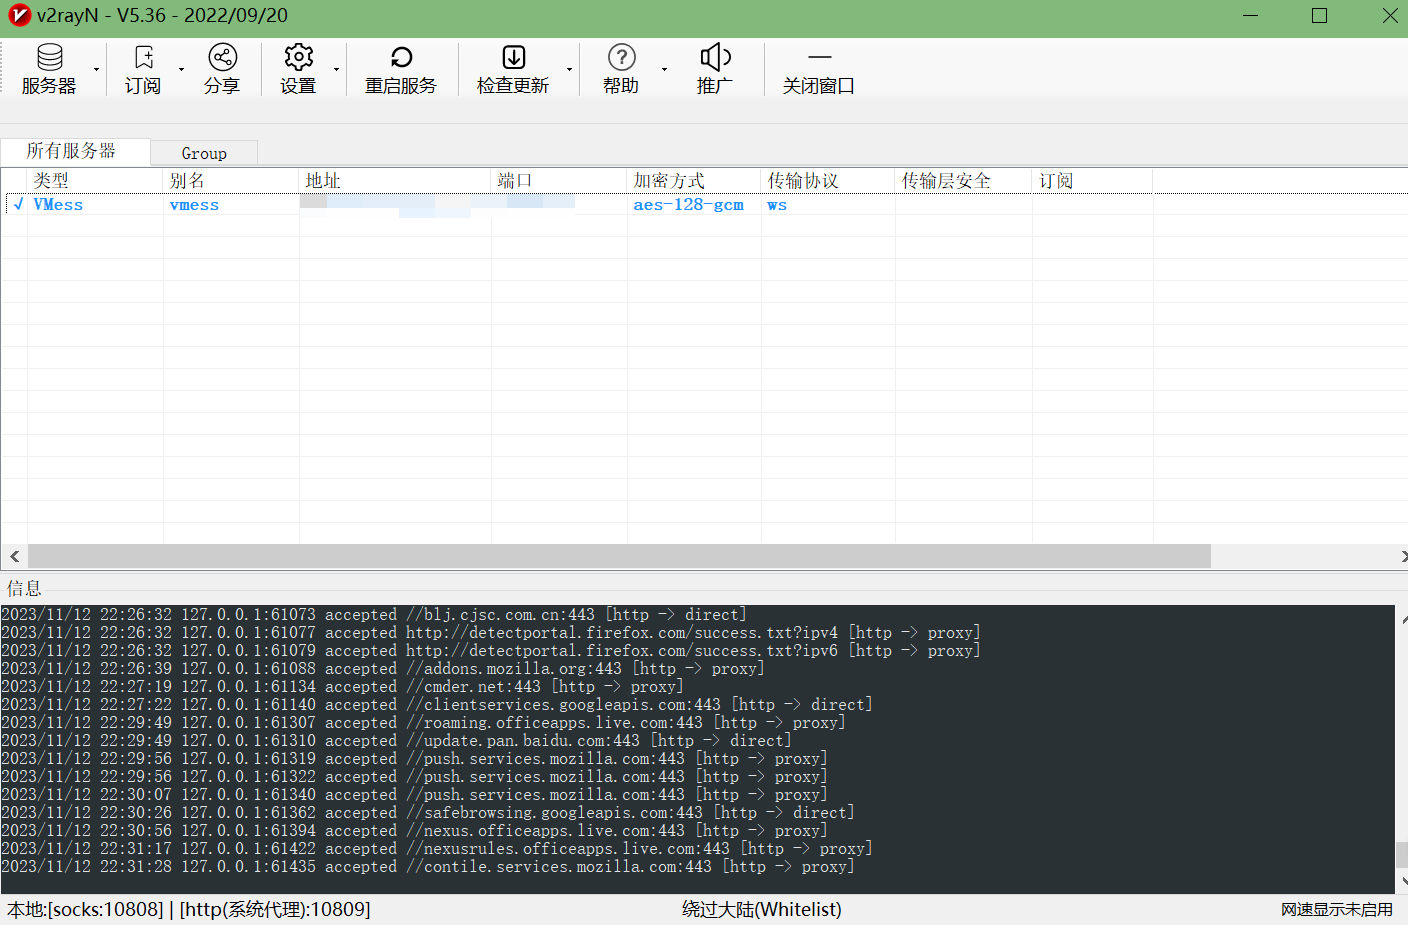 v2rayN - V5.36 - 2022/09/20
服务器 订阅 分享 设置 重启服务 检查更新 帮助 推广 关闭窗口
所有服务器 Group
类型 别名 地址 端口 加密方式 传输协议 传输层安全 订阅
√ VMess vmess aes-128-gcm ws
信息
2023/11/12 22:26:32 127.0.0.1:61073 accepted //blj.cjsc.com.cn:443 [http -> direct]
2023/11/12 22:26:32 127.0.0.1:61077 accepted http://detectportal.firefox.com/success.txt?ipv4 [http -> proxy]
2023/11/12 22:26:32 127.0.0.1:61079 accepted http://detectportal.firefox.com/success.txt?ipv6 [http -> proxy]
2023/11/12 22:26:39 127.0.0.1:61088 accepted //addons.mozilla.org:443 [http -> proxy]
2023/11/12 22:27:19 127.0.0.1:61134 accepted //cmder.net:443 [http -> proxy]
2023/11/12 22:27:22 127.0.0.1:61140 accepted //clientservices.googleapis.com:443 [http -> direct]
2023/11/12 22:29:49 127.0.0.1:61307 accepted //roaming.officeapps.live.com:443 [http -> proxy]
2023/11/12 22:29:49 127.0.0.1:61310 accepted //update.pan.baidu.com:443 [http -> direct]
2023/11/12 22:29:56 127.0.0.1:61319 accepted //push.services.mozilla.com:443 [http -> proxy]
2023/11/12 22:29:56 127.0.0.1:61322 accepted //push.services.mozilla.com:443 [http -> proxy]
2023/11/12 22:30:07 127.0.0.1:61340 accepted //push.services.mozilla.com:443 [http -> proxy]
2023/11/12 22:30:26 127.0.0.1:61362 accepted //safebrowsing.googleapis.com:443 [http -> direct]
2023/11/12 22:30:56 127.0.0.1:61394 accepted //nexus.officeapps.live.com:443 [http -> proxy]
2023/11/12 22:31:17 127.0.0.1:61422 accepted //nexusrules.officeapps.live.com:443 [http -> proxy]
2023/11/12 22:31:28 127.0.0.1:61435 accepted //contile.services.mozilla.com:443 [http -> proxy]
本地:[socks:10808] | [http(系统代理):10809] 绕过大陆(Whitelist) 网速显示未启用